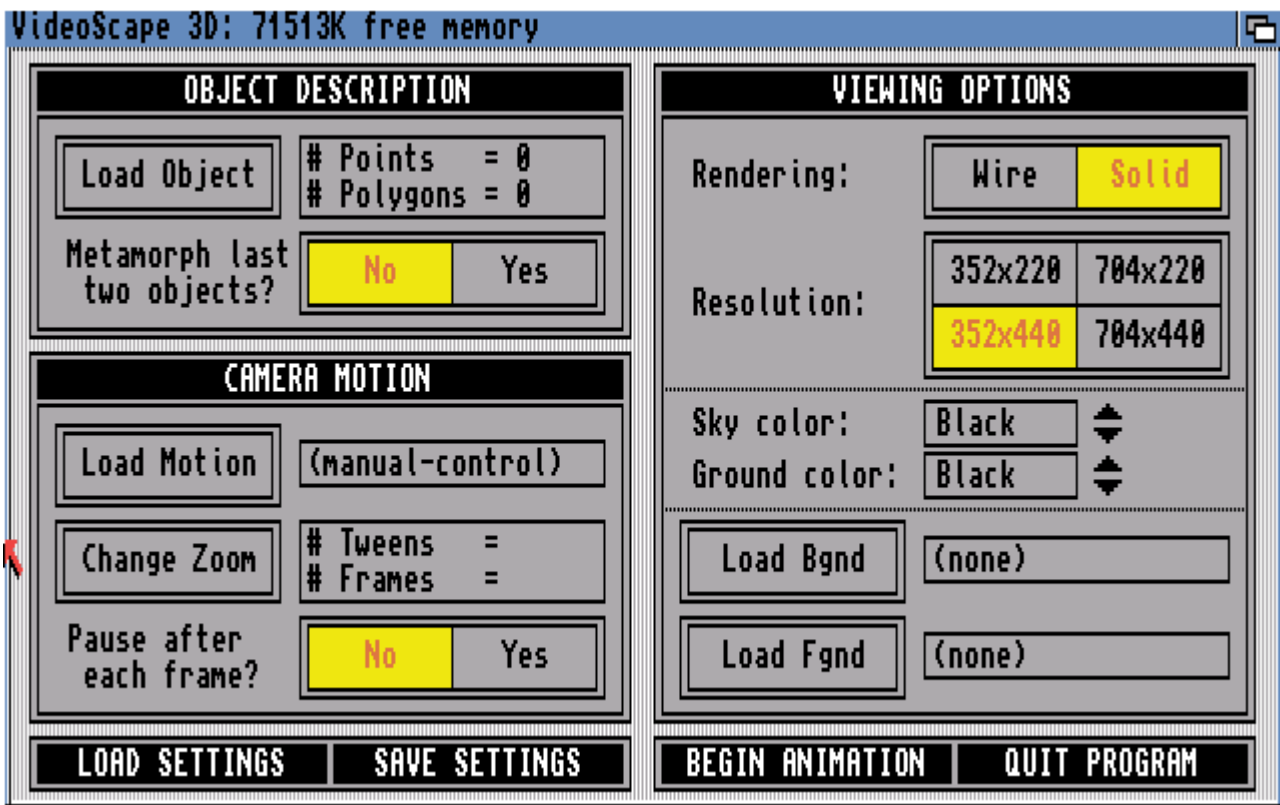 VideoScape 3D: 71513K free memory
OBJECT DESCRIPTION
Load Object
# Points = 0
# Polygons = 0
Metamorph last
two objects?
No Yes
CAMERA MOTION
Load Motion (manual-control)
Change Zoom
# Tweens =
# Frames =
Pause after
each frame?
No Yes
LOAD SETTINGS SAVE SETTINGS
VIEWING OPTIONS
Rendering: Wire Solid
Resolution:
352x220 704x220
352x440 704x440
Sky color: Black
Ground color: Black
Load Bgnd (none)
Load Fgnd (none)
BEGIN ANIMATION QUIT PROGRAM